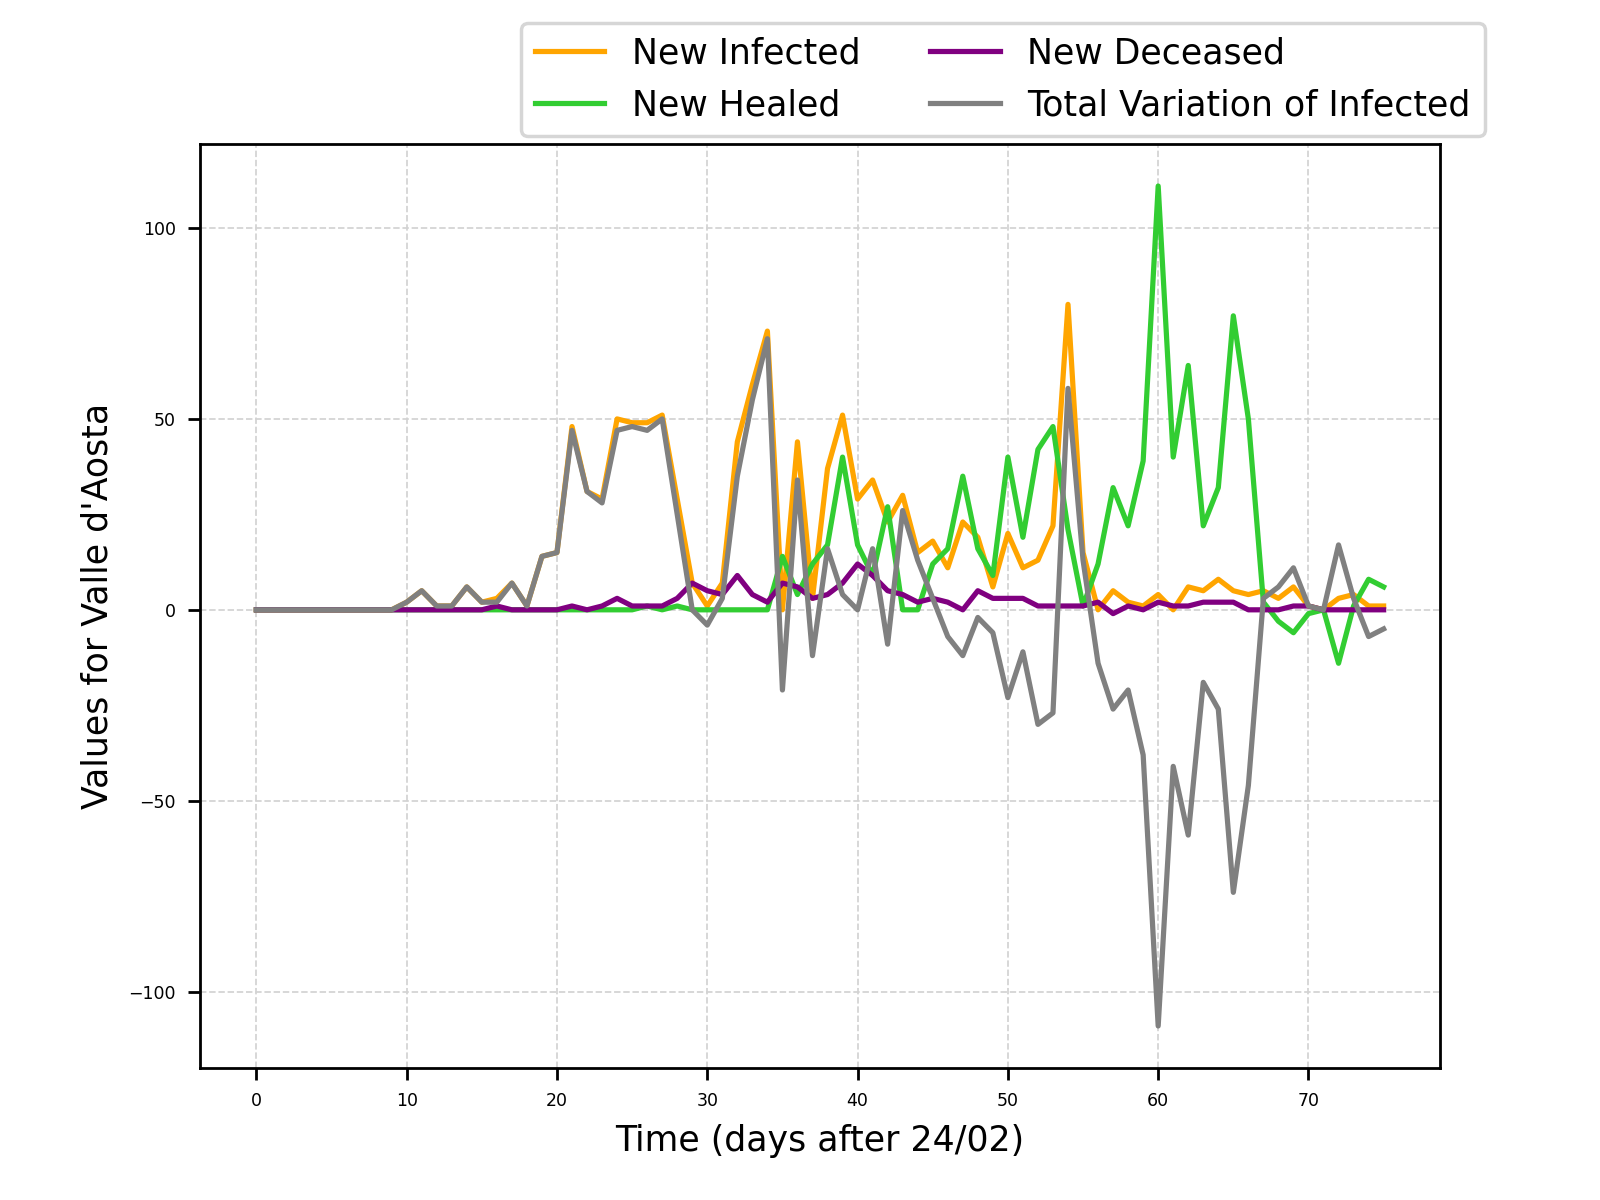 New Infected
New Healed
New Deceased
Total Variation of Infected
Values for Valle d'Aosta
100
50
0
−50
−100
0 10 20 30 40 50 60 70
Time (days after 24/02)